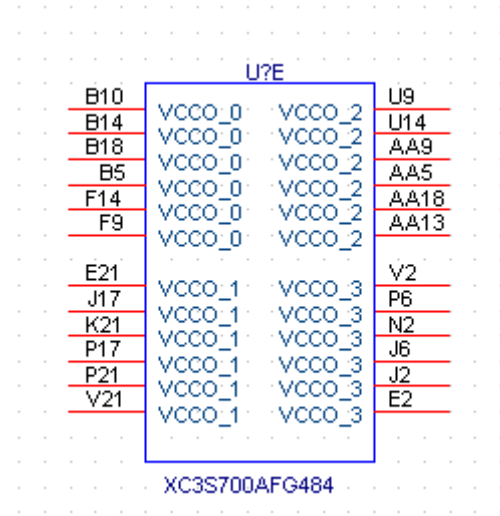 U?E
B10 VCCO_0 VCCO_2 U9
B14 VCCO_0 VCCO_2 U14
B18 VCCO_0 VCCO_2 AA9
B5 VCCO_0 VCCO_2 AA5
F14 VCCO_0 VCCO_2 AA18
F9 VCCO_0 VCCO_2 AA13
E21 VCCO_1 VCCO_3 V2
J17 VCCO_1 VCCO_3 P6
K21 VCCO_1 VCCO_3 N2
P17 VCCO_1 VCCO_3 J6
P21 VCCO_1 VCCO_3 J2
V21 VCCO_1 VCCO_3 E2
XC3S700AFG484